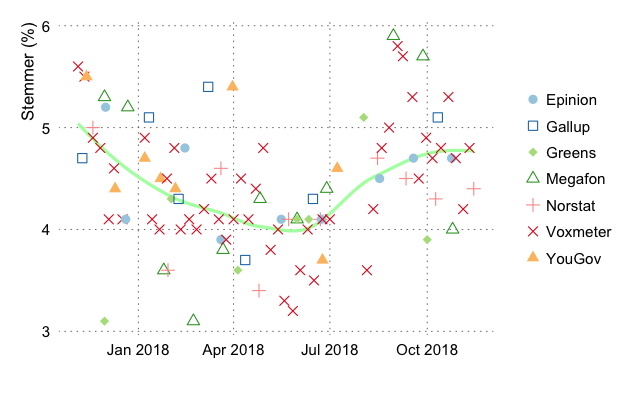 Stemmer (%)
6
5
4
3
Jan 2018 Apr 2018 Jul 2018 Oct 2018
Epinion
Gallup
Greens
Megafon
Norstat
Voxmeter
YouGov